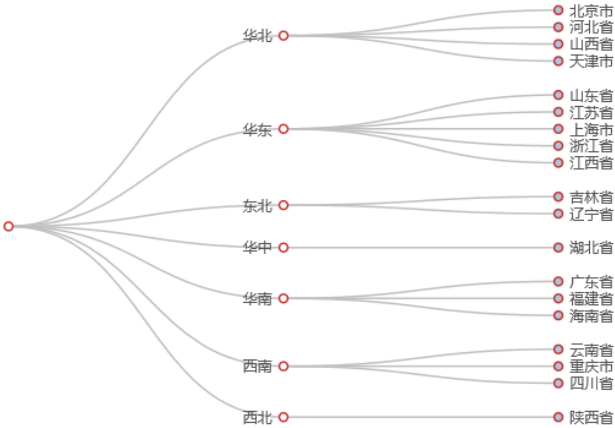 华北
北京市
河北省
山西省
天津市
华东
山东省
江苏省
上海市
浙江省
江西省
东北
吉林省
辽宁省
华中
湖北省
华南
广东省
福建省
海南省
西南
云南省
重庆市
四川省
西北
陕西省